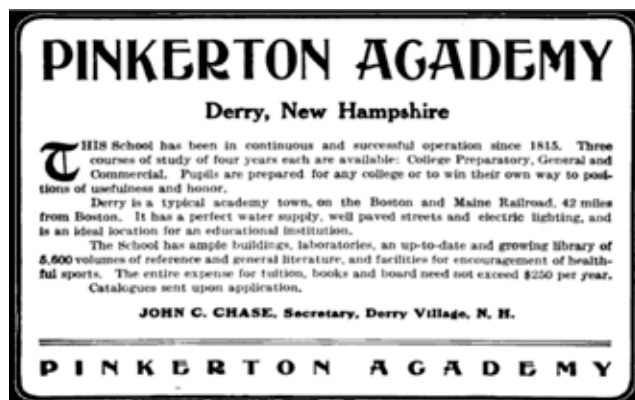 PINKERTON ACADEMY
Derry, New Hampshire
THIS School has been in continuous and successful operation since 1815. Three
courses of study of four years each are available: College Preparatory, General and
Commercial. Pupils are prepared for any college or to win their own way to posi-
tions of usefulness and honor.
Derry is a typical academy town, on the Boston and Maine Railroad, 42 miles
from Boston. It has a perfect water supply, well paved streets and electric lighting, and
is an ideal location for an educational institution.
The School has ample buildings, laboratories, an up-to-date and growing library of
5,600 volumes of reference and general literature, and facilities for encouragement of health-
ful sports. The entire expense for tuition, books and board need not exceed $250 per year.
Catalogues sent upon application.
JOHN C. CHASE, Secretary, Derry Village, N. H.
PINKERTON ACADEMY